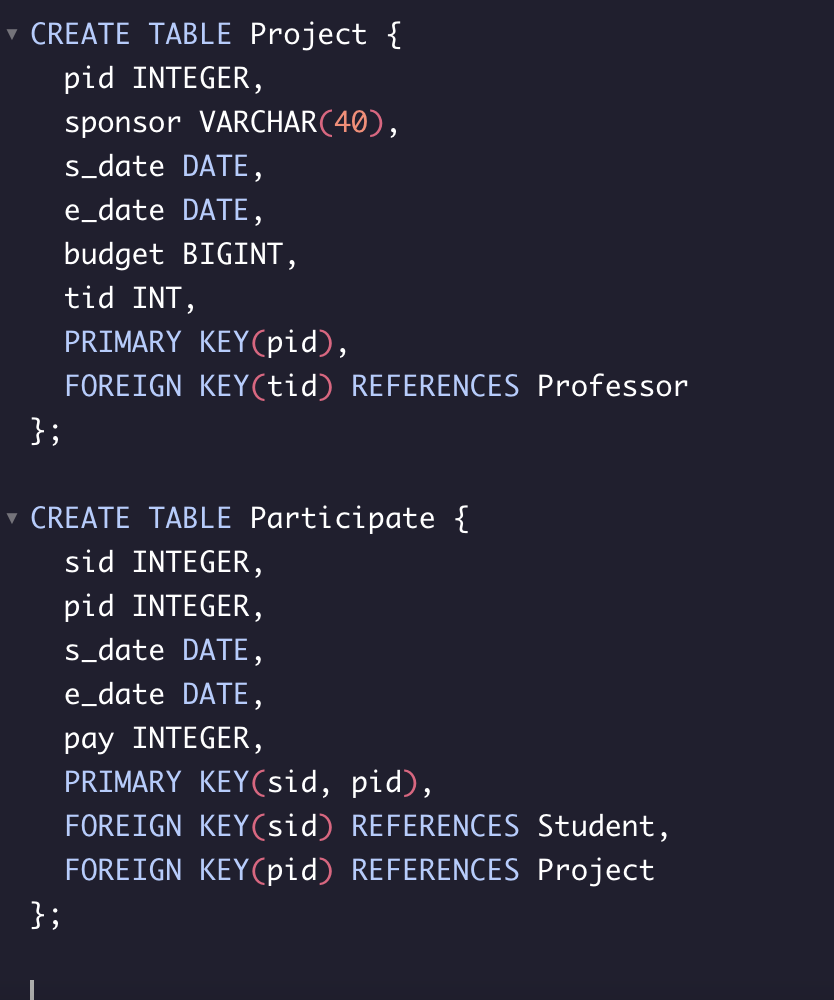 CREATE TABLE Project {
pid INTEGER,
sponsor VARCHAR(40),
s_date DATE,
e_date DATE,
budget BIGINT,
tid INT,
PRIMARY KEY(pid),
FOREIGN KEY(tid) REFERENCES Professor
};
CREATE TABLE Participate {
sid INTEGER,
pid INTEGER,
s_date DATE,
e_date DATE,
pay INTEGER,
PRIMARY KEY(sid, pid),
FOREIGN KEY(sid) REFERENCES Student,
FOREIGN KEY(pid) REFERENCES Project
};